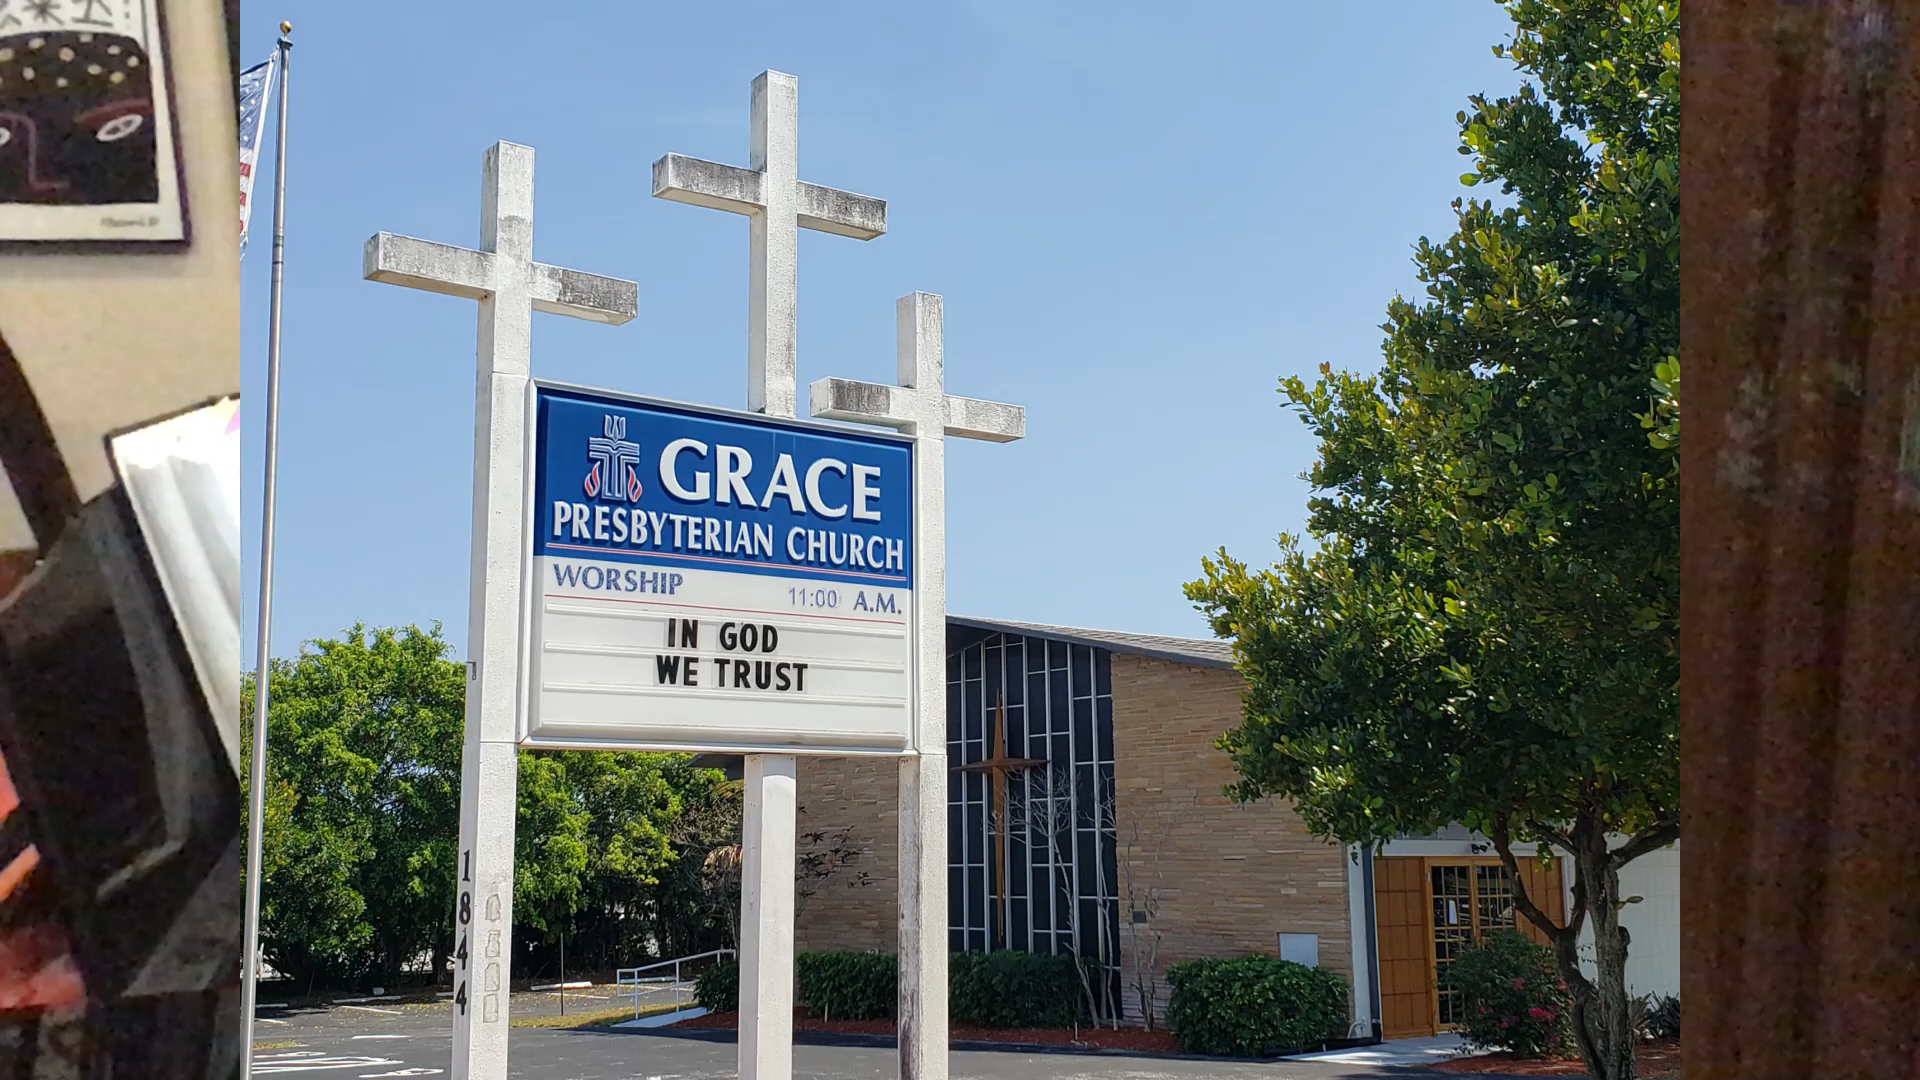 GRACE
PRESBYTERIAN CHURCH
WORSHIP 11:00 A.M.
IN GOD
WE TRUST
1844